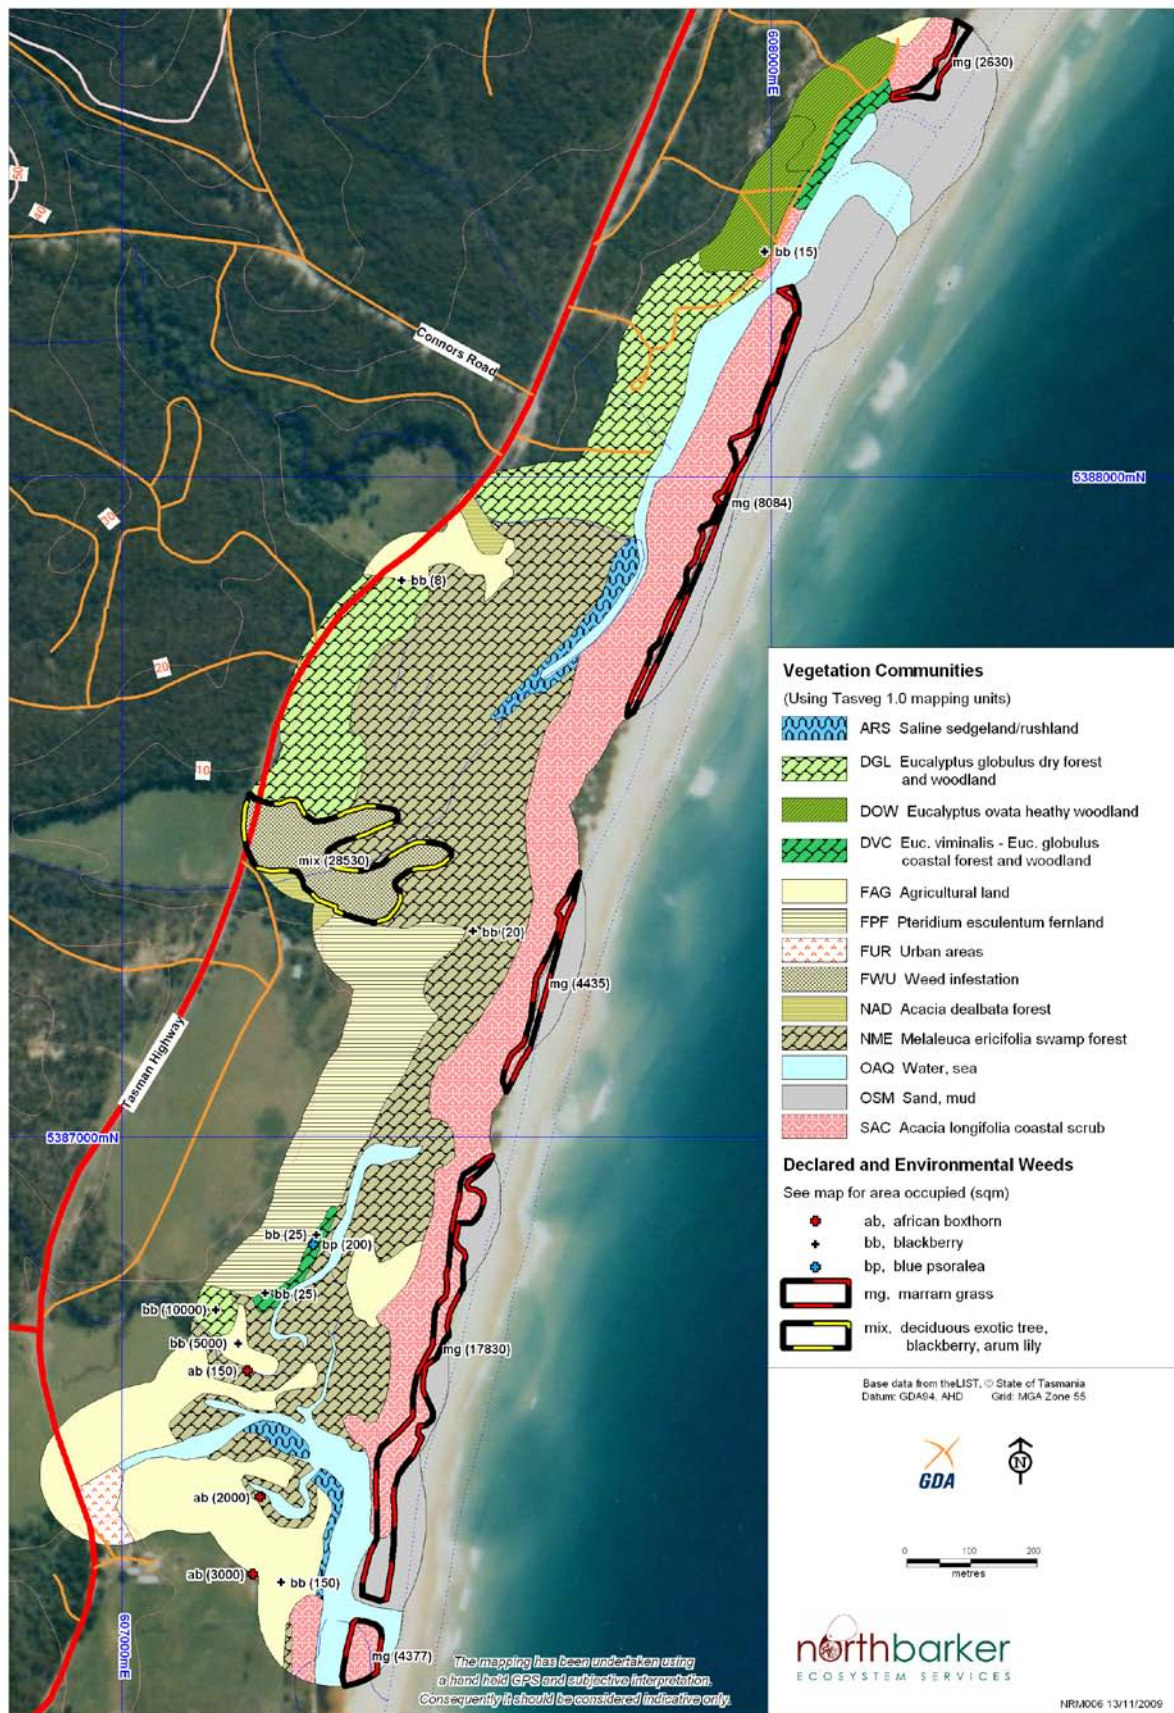 608000mE
mg (2630)
50
40
bb (15)
Connors Road
5388000mN
mg (8084)
30
bb (8)
20
10
mix (28530)
bb (20)
mg (4435)
Tasman Highway
5387000mN
bb (25)
bp (200)
bb (25)
bb (10000)
bb (5000)
mg (17830)
ab (150)
ab (2000)
ab (3000)
bb (150)
607000mE
mg (4377)
The mapping has been undertaken using
a hand held GPS and subjective interpretation.
Consequently it should be considered indicative only.
Vegetation Communities
(Using Tasveg 1.0 mapping units)
ARS Saline sedgeland/rushland
DGL Eucalyptus globulus dry forest
and woodland
DOW Eucalyptus ovata heathy woodland
DVC Euc. viminalis - Euc. globulus
coastal forest and woodland
FAG Agricultural land
FPF Pteridium esculentum fernland
FUR Urban areas
FWU Weed infestation
NAD Acacia dealbata forest
NME Melaleuca ericifolia swamp forest
OAQ Water, sea
OSM Sand, mud
SAC Acacia longifolia coastal scrub
Declared and Environmental Weeds
See map for area occupied (sqm)
ab, african boxthorn
bb, blackberry
bp, blue psoralea
mg, marram grass
mix, deciduous exotic tree,
blackberry, arum lily
Base data from theLIST, © State of Tasmania
Datum: GDA94, AHD Grid: MGA Zone 55
GDA
N
0 100 200
metres
northbarker
ECOSYSTEM SERVICES
NRM006 13/11/2009